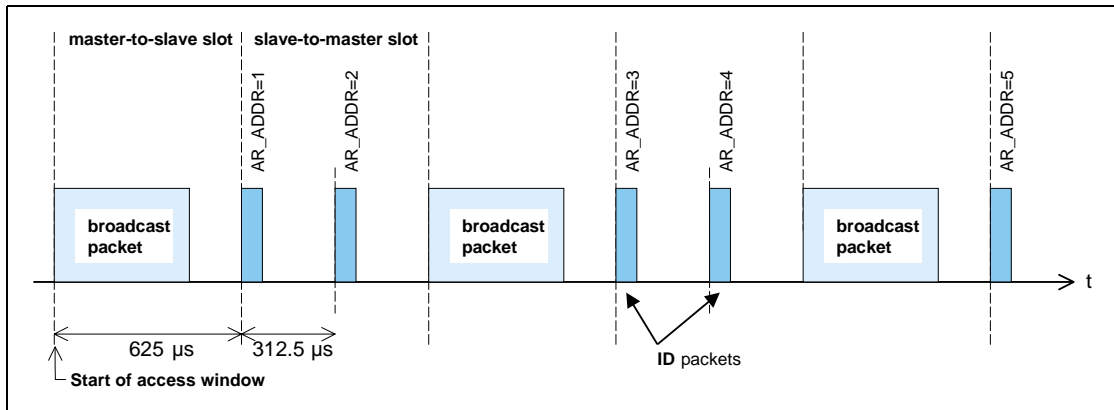 master-to-slave slot
slave-to-master slot
AR_ADDR=1
AR_ADDR=2
AR_ADDR=3
AR_ADDR=4
AR_ADDR=5
broadcast
packet
broadcast
packet
broadcast
packet
t
625 µs
312.5 µs
ID packets
Start of access window